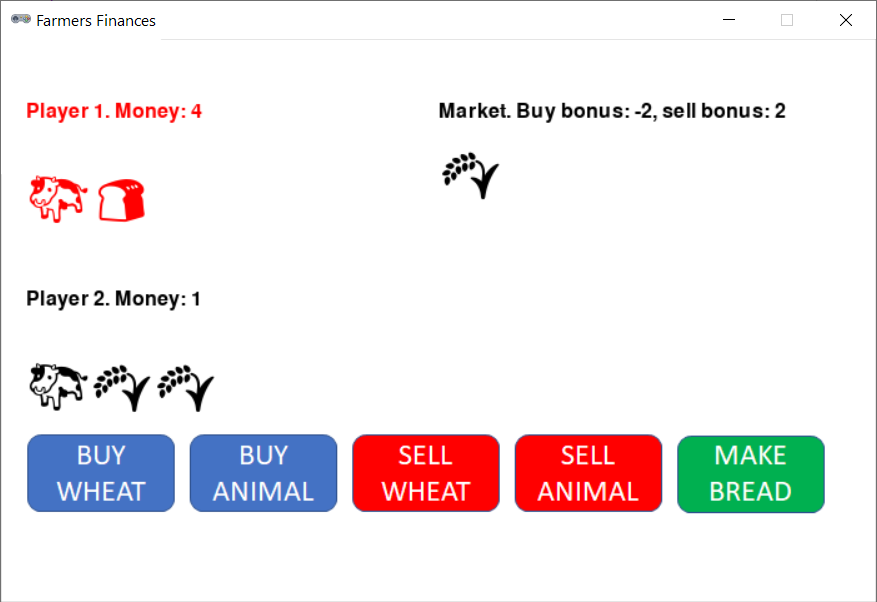 Farmers Finances
Player 1. Money: 4
Market. Buy bonus: -2, sell bonus: 2
Player 2. Money: 1
BUY
WHEAT
BUY
ANIMAL
SELL
WHEAT
SELL
ANIMAL
MAKE
BREAD